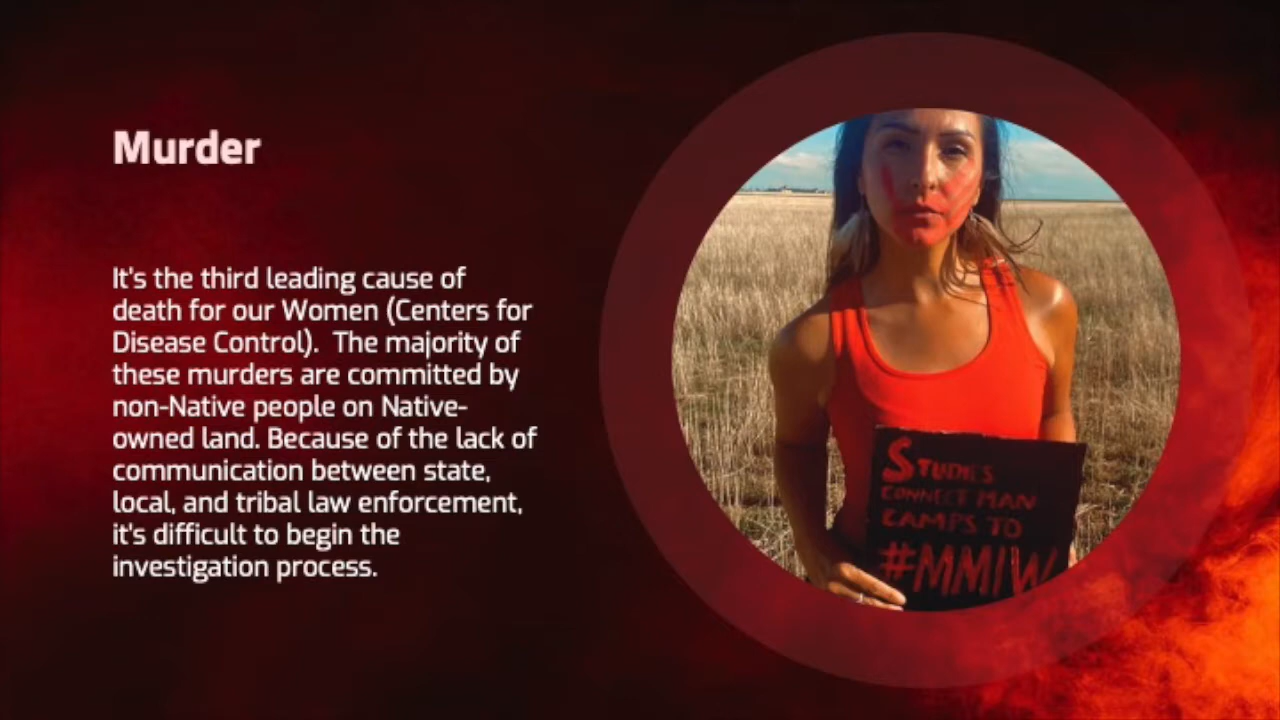 Murder
It's the third leading cause of
death for our Women (Centers for
Disease Control).  The majority of
these murders are committed by
non-Native people on Native-
owned land. Because of the lack of
communication between state,
local, and tribal law enforcement,
it's difficult to begin the
investigation process.
STUDIES
CONNECT MAN
CAMPS TO
#MMIW